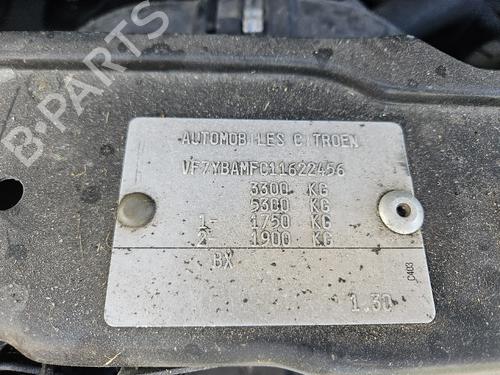 B-PARTS
AUTOMOBILES CITROEN
VF7YBAMFC11622456
3300 KG
5300 KG
1- 1750 KG
2- 1900 KG
BX
C403
1.30